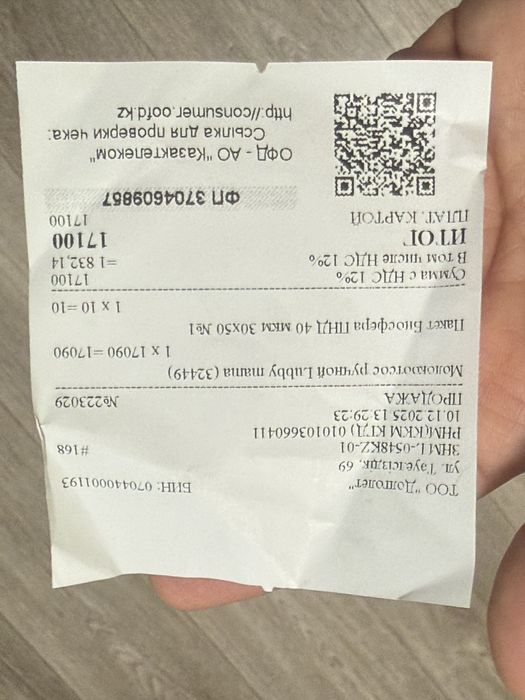 ТОО "Долголет" БИН: 070440001193
ул. Тәуелсіздік, 69
ЗНМ L-0548KZ-01 #168
РНМ(ККМ КГД) 010103660411
10.12.2025 13:29:23
ПРОДАЖА №223029
Молокоотсос ручной Lubby mama (32449)
1 x 17090 =17090
Пакет Биосфера ПНД 40 мкм 30x50 №1
1 x 10 =10
Сумма с НДС 12% 17100
В том числе НДС 12% =1 832,14
ИТОГ 17100
ПЛАТ. КАРТОЙ 17100
ФП 3704609857
ОФД - АО "Казахтелеком"
Ссылка для проверки чека:
http://consumer.oofd.kz